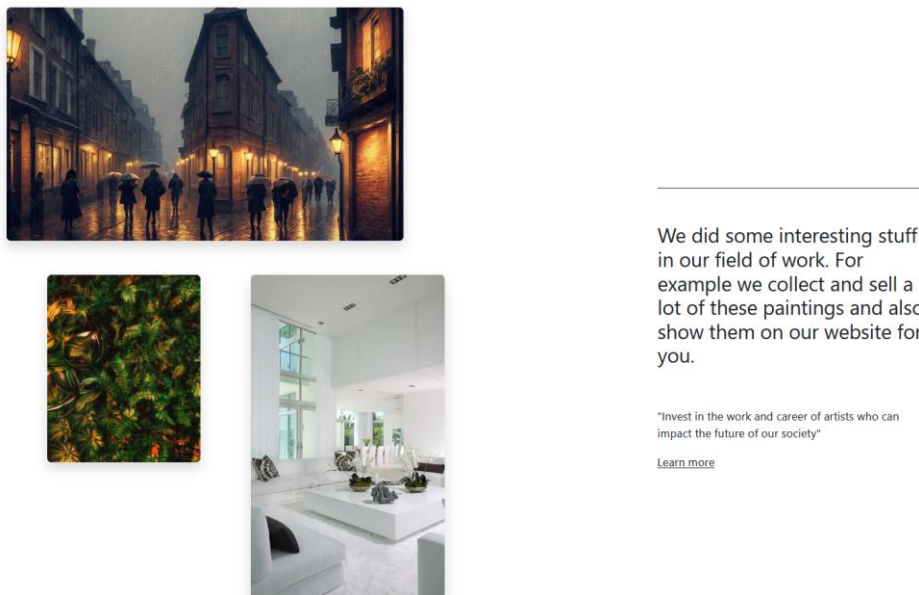 We did some interesting stuff
in our field of work. For
example we collect and sell a
lot of these paintings and also
show them on our website for
you.
"Invest in the work and career of artists who can
impact the future of our society"
Learn more